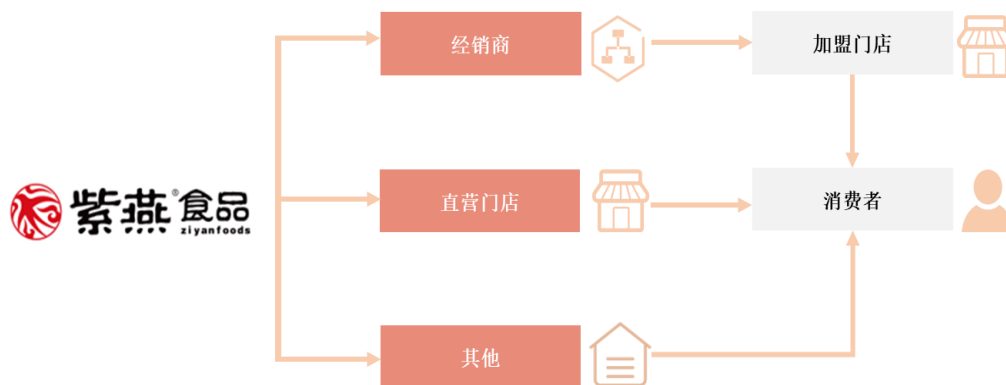 经销商
加盟门店
紫燕®食品
ziyanfoods
直营门店
消费者
其他